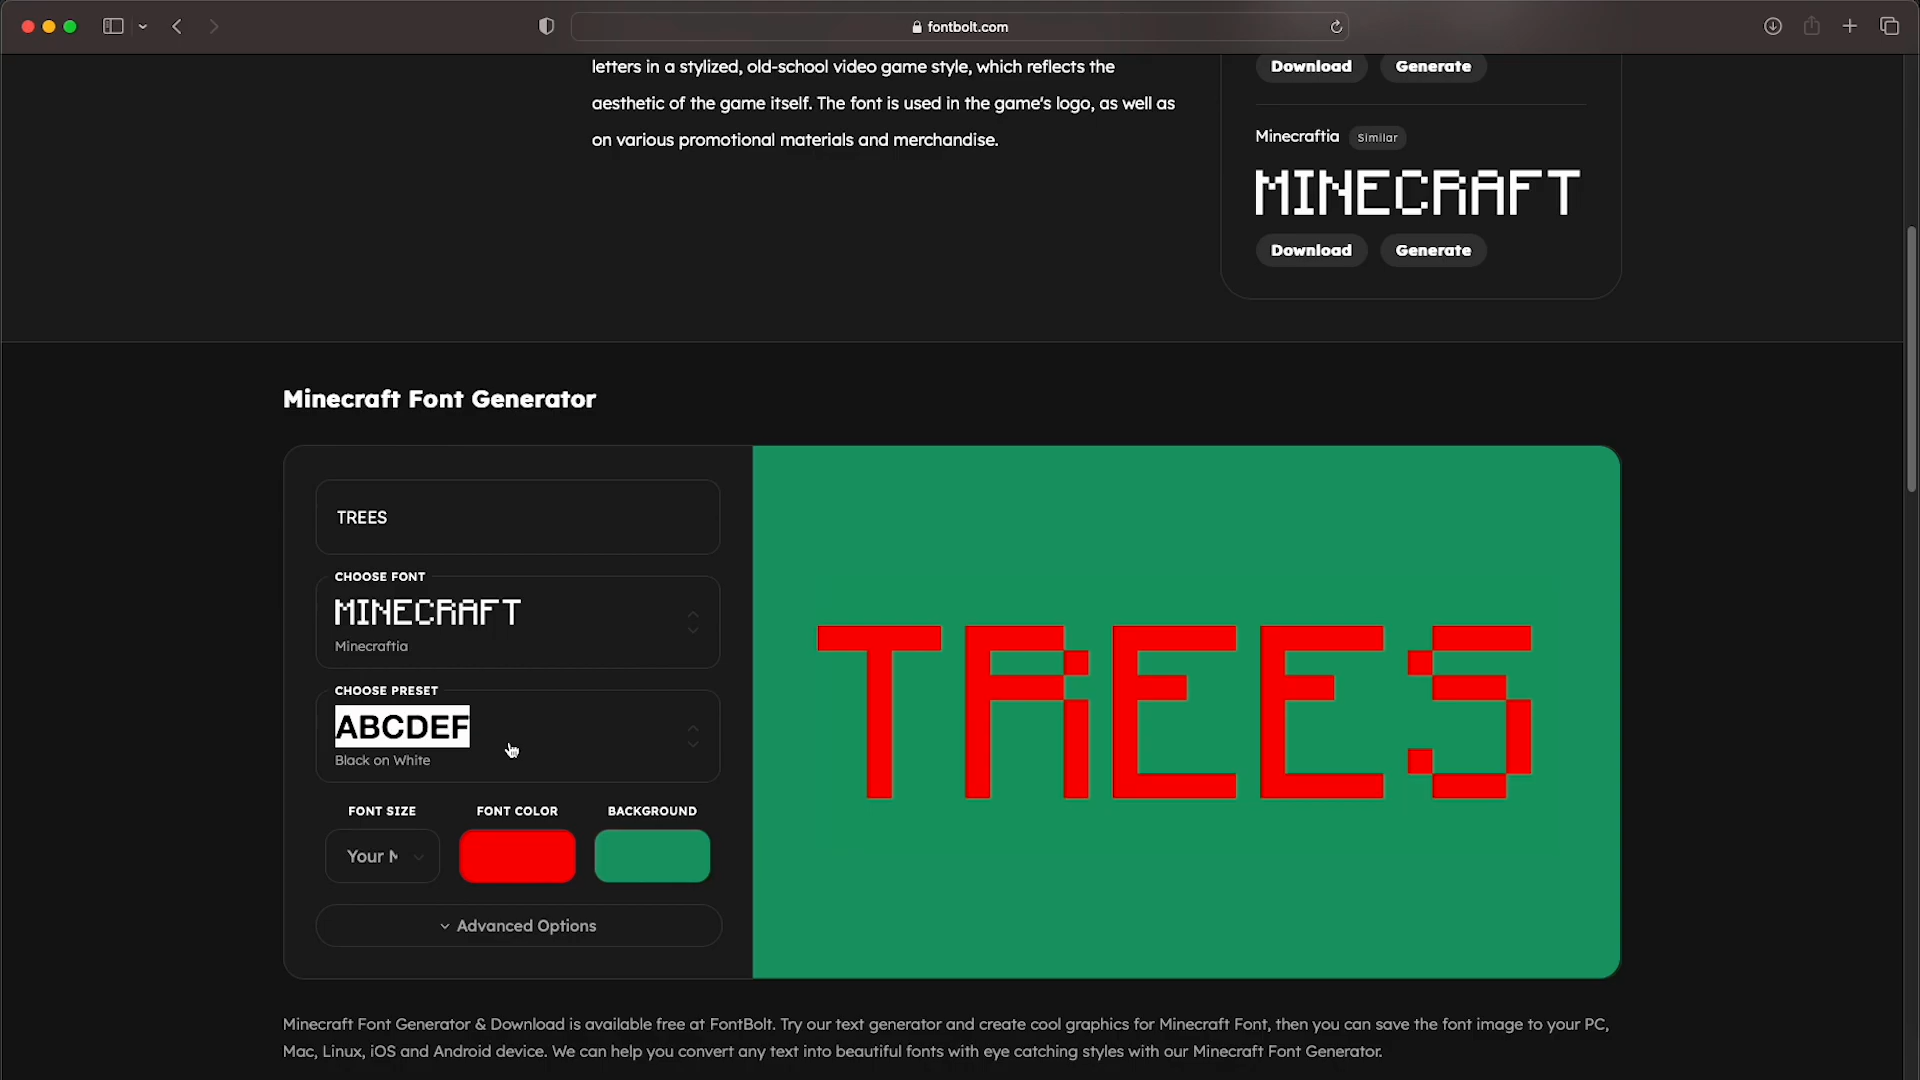 fontbolt.com
letters in a stylized, old-school video game style, which reflects the
aesthetic of the game itself. The font is used in the game's logo, as well as
on various promotional materials and merchandise.
Download Generate
Minecraftia Similar
MINECRAFT
Download Generate
Minecraft Font Generator
TREES
CHOOSE FONT
MINECRAFT
Minecraftia
CHOOSE PRESET
ABCDEF
Black on White
FONT SIZE FONT COLOR BACKGROUND
Your
Advanced Options
TREES
Minecraft Font Generator & Download is available free at FontBolt. Try our text generator and create cool graphics for Minecraft Font, then you can save the font image to your PC,
Mac, Linux, iOS and Android device. We can help you convert any text into beautiful fonts with eye catching styles with our Minecraft Font Generator.